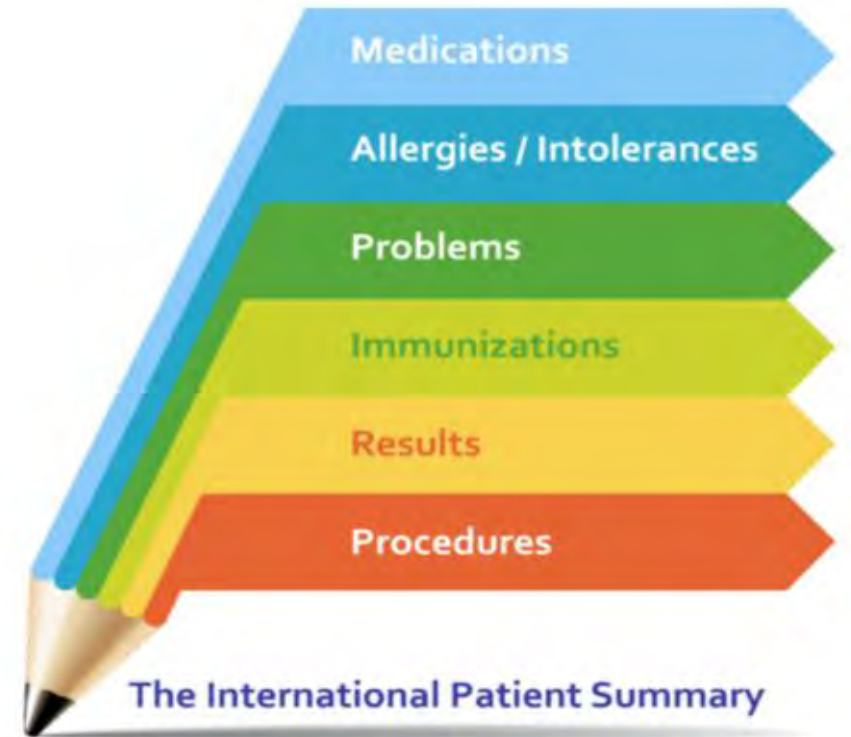 Medications
Allergies / Intolerances
Problems
Immunizations
Results
Procedures
The International Patient Summary